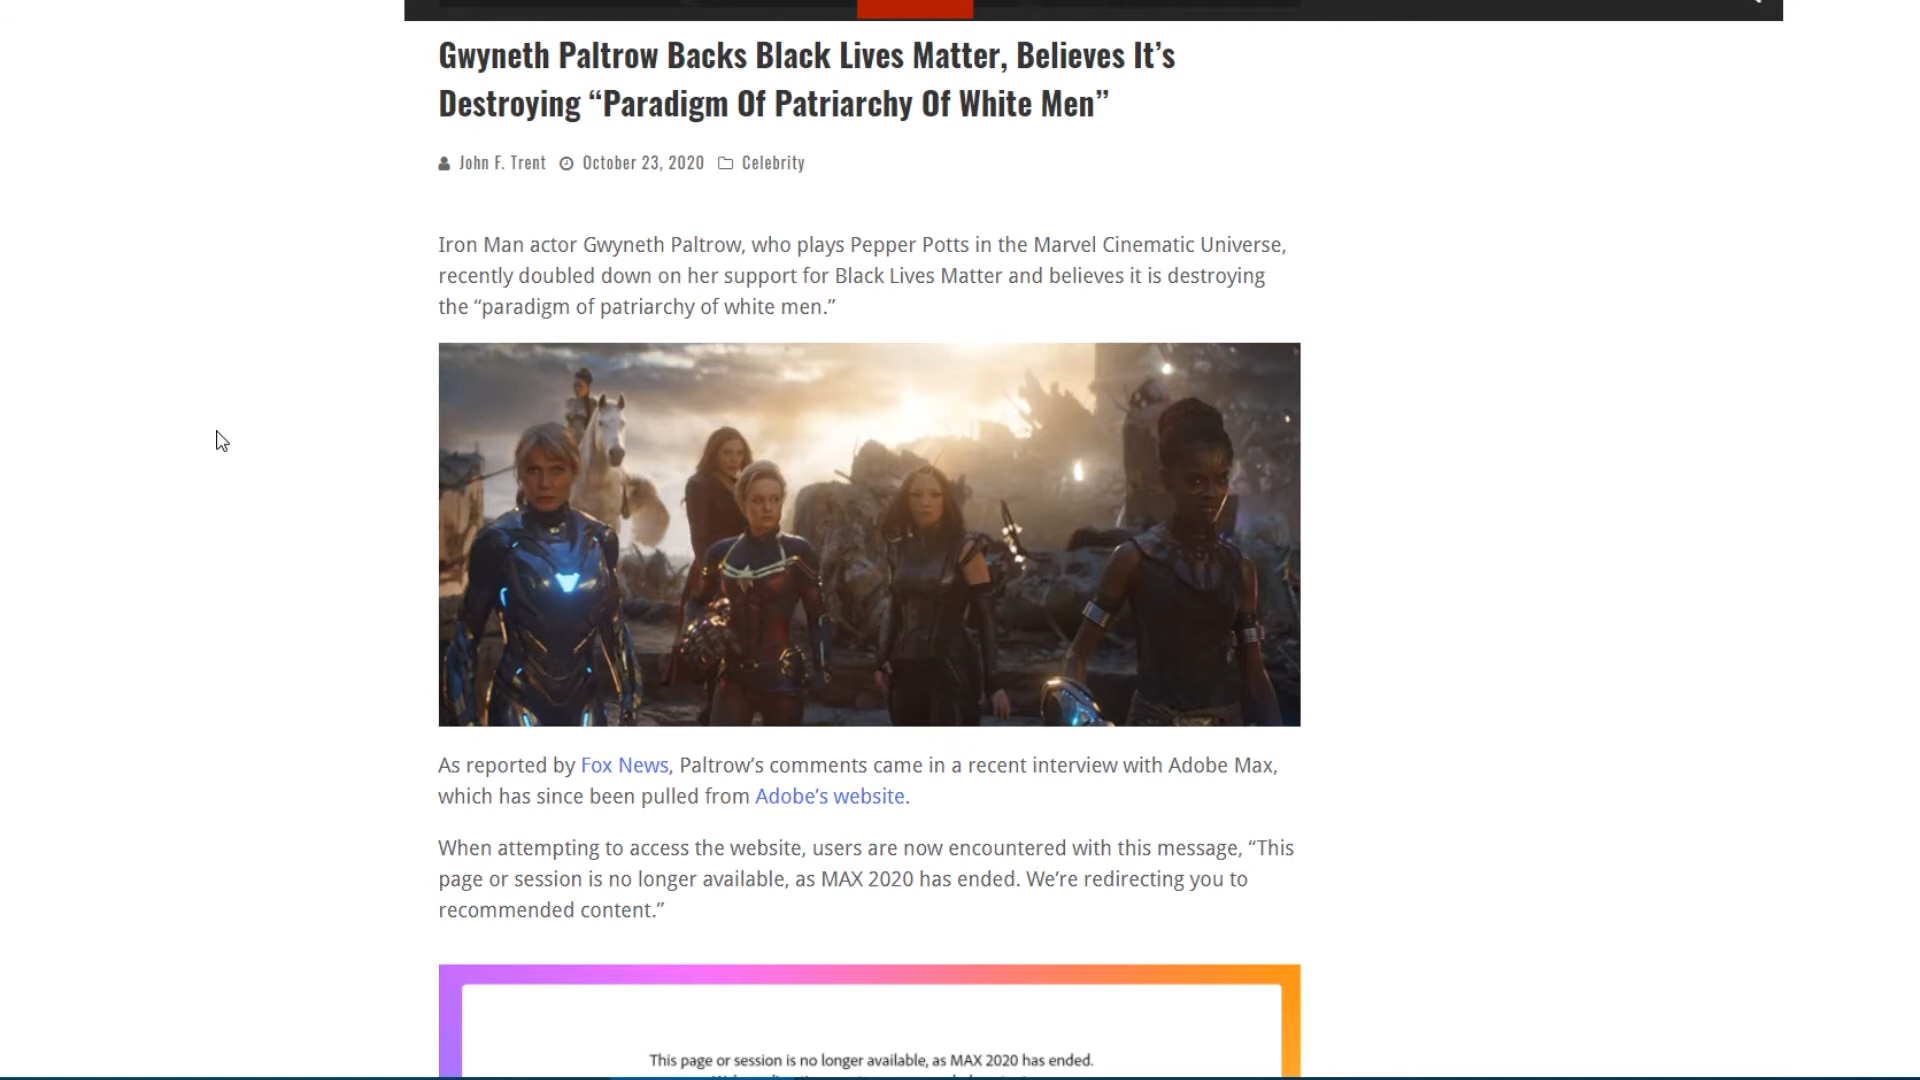 Gwyneth Paltrow Backs Black Lives Matter, Believes It’s
Destroying “Paradigm Of Patriarchy Of White Men”
John F. Trent October 23, 2020 Celebrity
Iron Man actor Gwyneth Paltrow, who plays Pepper Potts in the Marvel Cinematic Universe,
recently doubled down on her support for Black Lives Matter and believes it is destroying
the “paradigm of patriarchy of white men.”
As reported by Fox News, Paltrow’s comments came in a recent interview with Adobe Max,
which has since been pulled from Adobe’s website.
When attempting to access the website, users are now encountered with this message, “This
page or session is no longer available, as MAX 2020 has ended. We’re redirecting you to
recommended content.”
This page or session is no longer available, as MAX 2020 has ended.